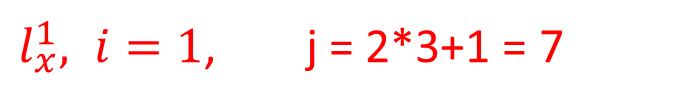 $l_x^1$, $i = 1$, j = 2*3+1 = 7